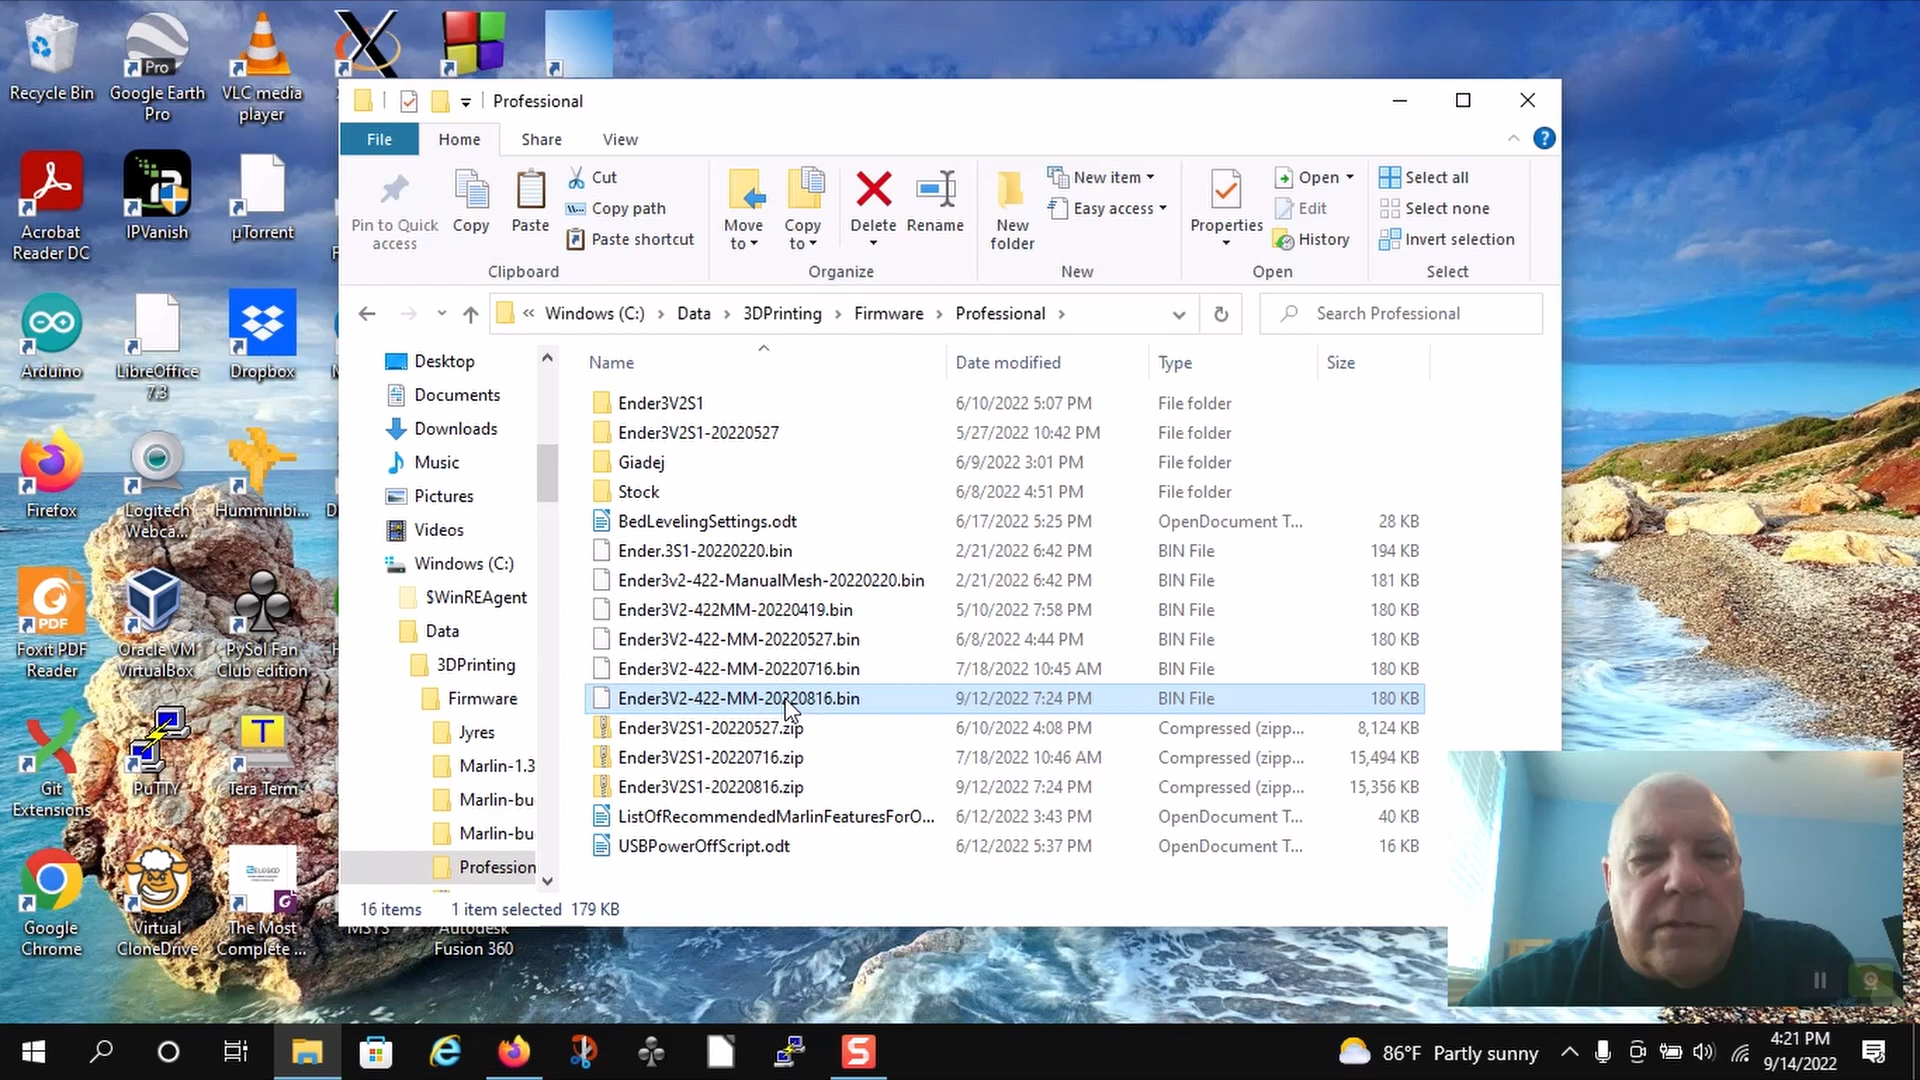 Recycle Bin
Google Earth
Pro
VLC media
player
Acrobat
Reader DC
IPVanish
µTorrent
Arduino
LibreOffice
7.3
Dropbox
Firefox
Logitech
Webca...
Humminbi...
Foxit PDF
Reader
Oracle VM
VirtualBox
PySol Fan
Club edition
Git
Extensions
PuTTY
Tera Term
Google
Chrome
Virtual
CloneDrive
The Most
Complete ...
MSYS
Autodesk
Fusion 360
Professional
File Home Share View
Pin to Quick
access
Copy
Paste
Cut
Copy path
Paste shortcut
Clipboard
Move
to
Copy
to
Delete
Rename
Organize
New
folder
New item
Easy access
New
Properties
Open
Edit
History
Open
Select all
Select none
Invert selection
Select
« Windows (C:) › Data › 3DPrinting › Firmware › Professional ›
Search Professional
Desktop
Documents
Downloads
Music
Pictures
Videos
Windows (C:)
$WinREAgent
Data
3DPrinting
Firmware
Jyres
Marlin-1.3
Marlin-bu
Marlin-bu
Profession
Name Date modified Type Size
Ender3V2S1 6/10/2022 5:07 PM File folder
Ender3V2S1-20220527 5/27/2022 10:42 PM File folder
Giadej 6/9/2022 3:01 PM File folder
Stock 6/8/2022 4:51 PM File folder
BedLevelingSettings.odt 6/17/2022 5:25 PM OpenDocument T... 28 KB
Ender.3S1-20220220.bin 2/21/2022 6:42 PM BIN File 194 KB
Ender3v2-422-ManualMesh-20220220.bin 2/21/2022 6:42 PM BIN File 181 KB
Ender3V2-422MM-20220419.bin 5/10/2022 7:58 PM BIN File 180 KB
Ender3V2-422-MM-20220527.bin 6/8/2022 4:44 PM BIN File 180 KB
Ender3V2-422-MM-20220716.bin 7/18/2022 10:45 AM BIN File 180 KB
Ender3V2-422-MM-20220816.bin 9/12/2022 7:24 PM BIN File 180 KB
Ender3V2S1-20220527.zip 6/10/2022 4:08 PM Compressed (zipp... 8,124 KB
Ender3V2S1-20220716.zip 7/18/2022 10:46 AM Compressed (zipp... 15,494 KB
Ender3V2S1-20220816.zip 9/12/2022 7:24 PM Compressed (zipp... 15,356 KB
ListOfRecommendedMarlinFeaturesForO... 6/12/2022 3:43 PM OpenDocument T... 40 KB
USBPowerOffScript.odt 6/12/2022 5:37 PM OpenDocument T... 16 KB
16 items 1 item selected 179 KB
86°F Partly sunny
4:21 PM
9/14/2022